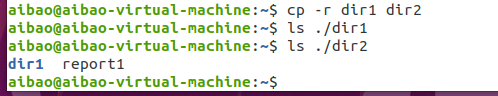 aibao@aibao-virtual-machine:~$ cp -r dir1 dir2
aibao@aibao-virtual-machine:~$ ls ./dir1
aibao@aibao-virtual-machine:~$ ls ./dir2
dir1  report1
aibao@aibao-virtual-machine:~$